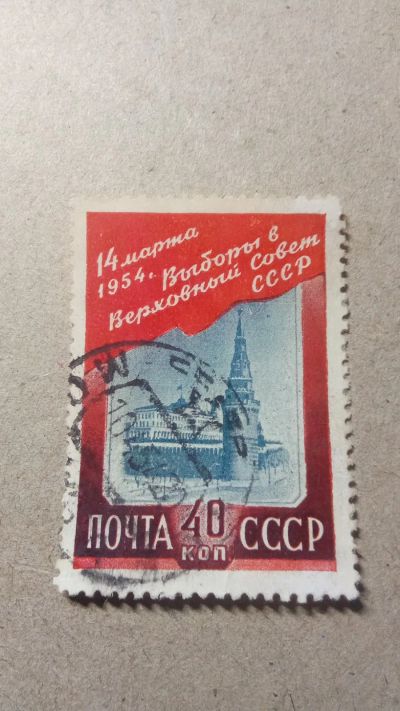 14 марта
1954 г. Выборы в
Верховный Совет
СССР
ПОЧТА 40 СССР
КОП